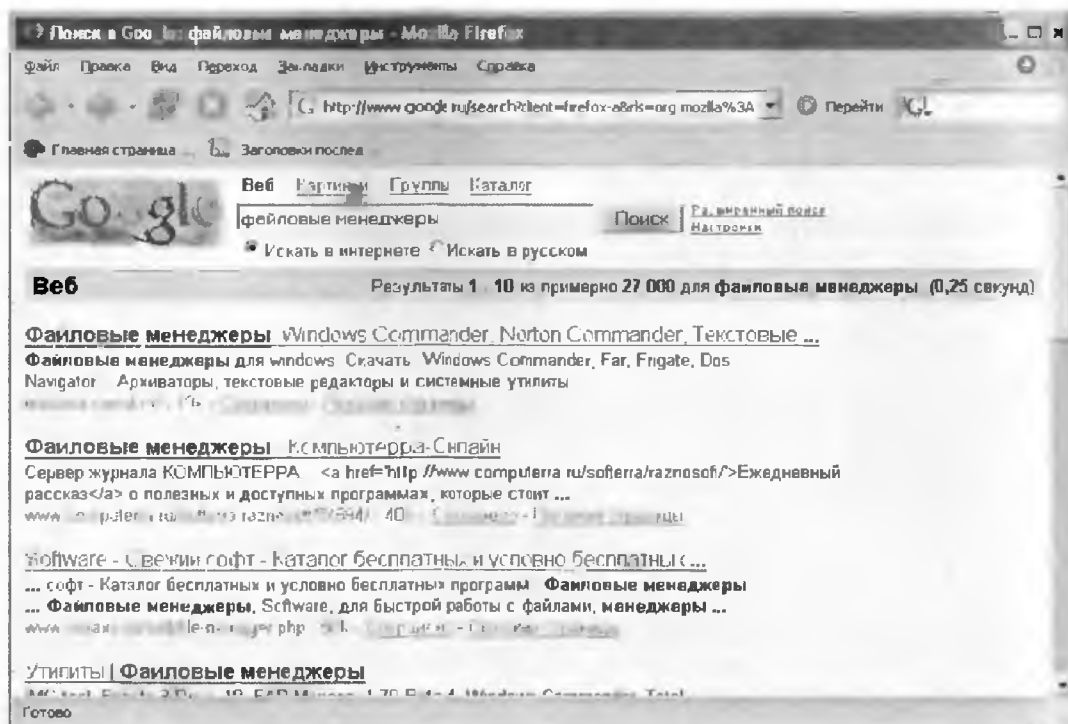 Поиск в Google: файловые менеджеры - Mozilla Firefox
Файл Правка Вид Переход Закладки Инструменты Справка
http://www.google.ru/search?client=firefox-a&rls=org.mozilla%3A Перейти
Главная страница Заголовки послед
Google
Веб Картинки Группы Каталог
файловые менеджеры Поиск Расширенный поиск
Настройки
Искать в интернете Искать в русском
Веб Результаты 1 - 10 из примерно 27 000 для файловые менеджеры (0,25 секунд)
Файловые менеджеры Windows Commander, Norton Commander, Текстовые ...
Файловые менеджеры для windows Скачать Windows Commander, Far, Frigate, Dos
Navigator Архиваторы, текстовые редакторы и системные утилиты
Файловые менеджеры Компьютерра-Онлайн
Сервер журнала КОМПЬЮТЕРРА <a href='http://www computerra ru/softerra/raznosoft/'>Ежедневный
рассказ</a> о полезных и доступных программах, которые стоит ...
Software - Свежий софт - Каталог бесплатных и условно бесплатных ...
... софт - Каталог бесплатных и условно бесплатных программ Файловые менеджеры
... Файловые менеджеры, Software, для быстрой работы с файлами, менеджеры ...
Утилиты | Файловые менеджеры
Готово